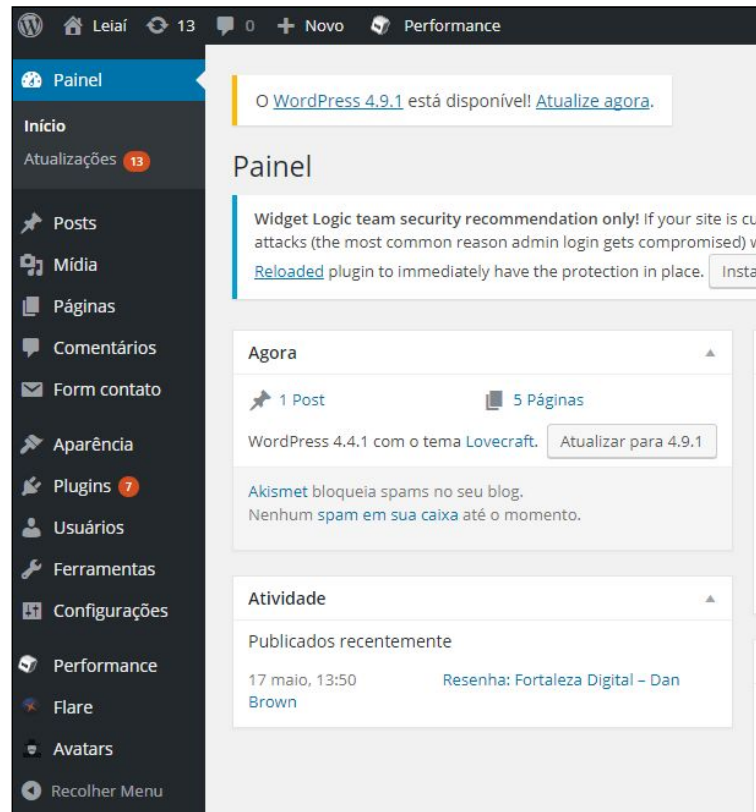 Leiaí 13 0 Novo Performance
Painel
Início
Atualizações 13
Posts
Mídia
Páginas
Comentários
Form contato
Aparência
Plugins 7
Usuários
Ferramentas
Configurações
Performance
Flare
Avatars
Recolher Menu
O WordPress 4.9.1 está disponível! Atualize agora.
Painel
Widget Logic team security recommendation only! If your site is
attacks (the most common reason admin login gets compromised)
Reloaded plugin to immediately have the protection in place.
Agora
1 Post 5 Páginas
WordPress 4.4.1 com o tema Lovecraft. Atualizar para 4.9.1
Akismet bloqueia spams no seu blog.
Nenhum spam em sua caixa até o momento.
Atividade
Publicados recentemente
17 maio, 13:50 Resenha: Fortaleza Digital – Dan
Brown